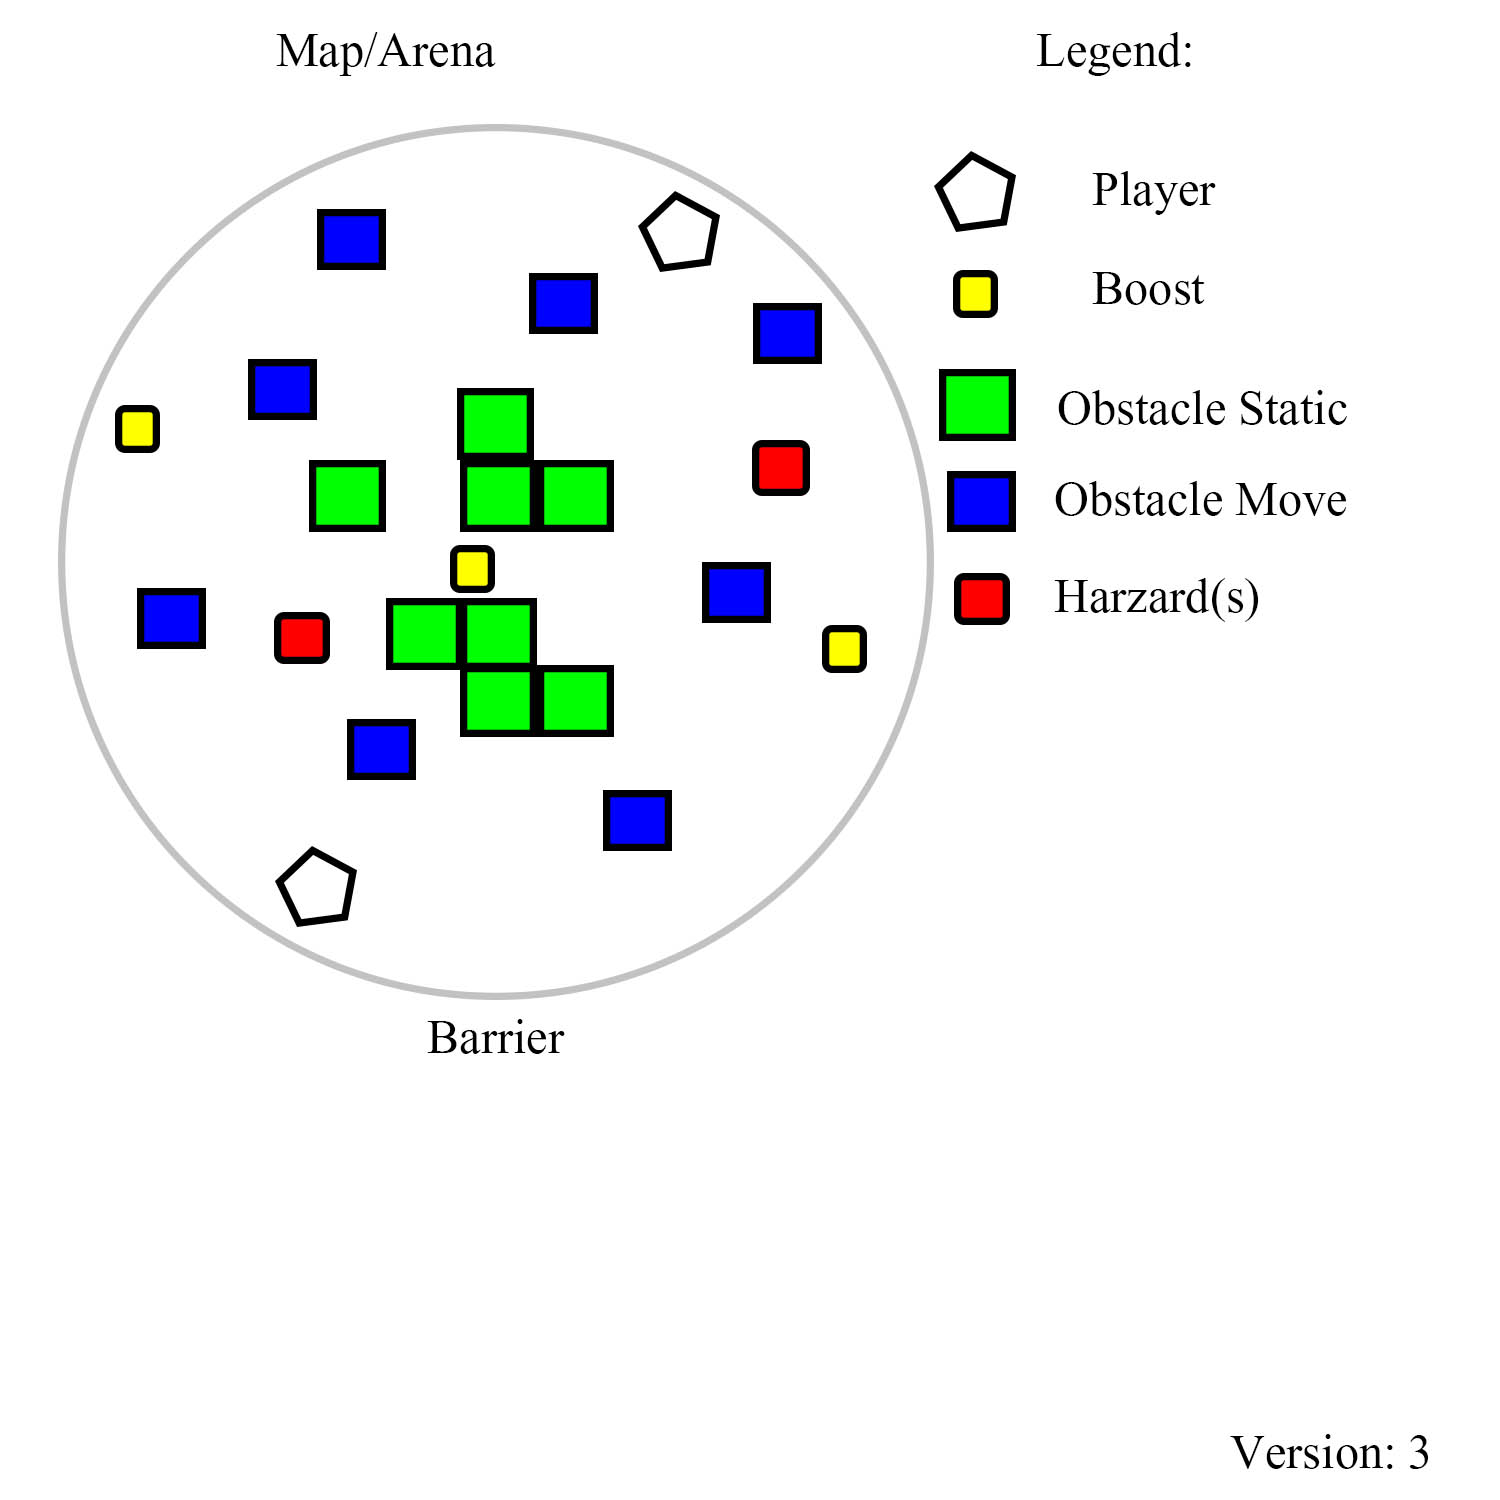 Map/Arena
Legend:
Player
Boost
Obstacle Static
Obstacle Move
Harzard(s)
Barrier
Version: 3